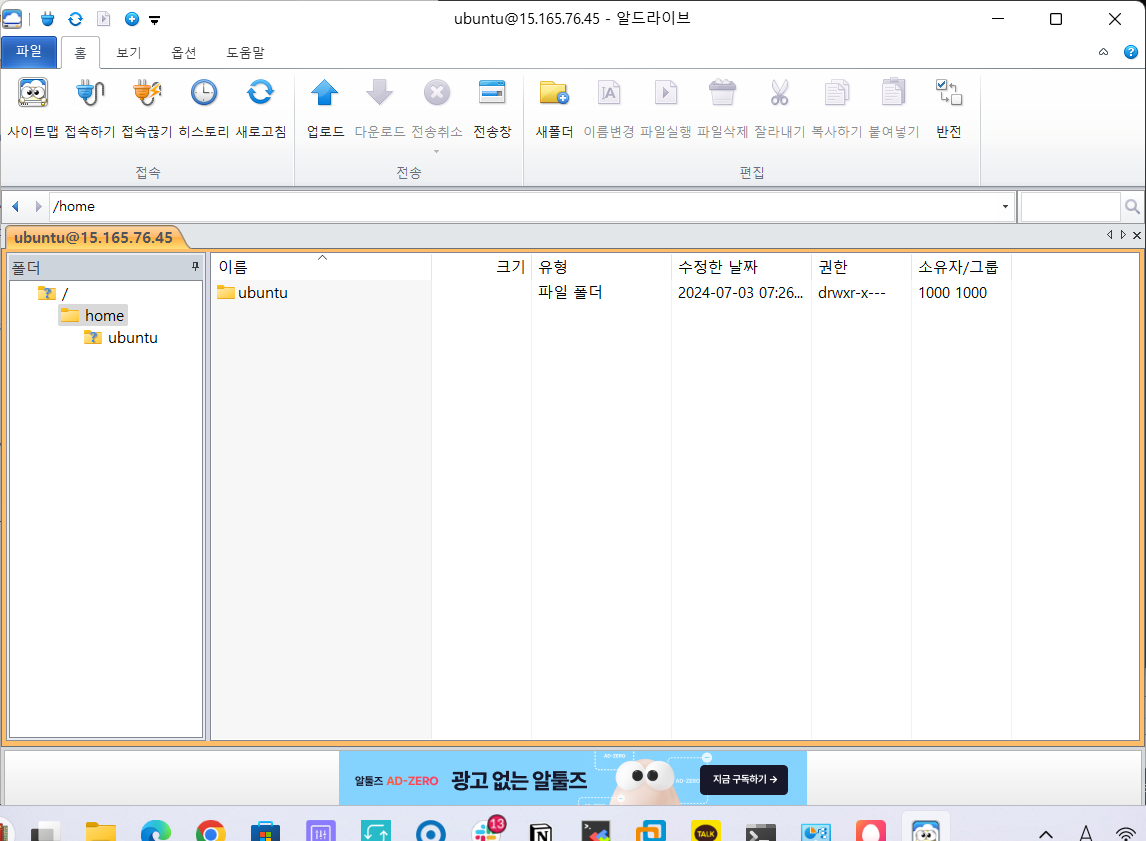 ubuntu@15.165.76.45 - 알드라이브
파일 홈 보기 옵션 도움말
사이트맵 접속하기 접속끊기 히스토리 새로고침 업로드 다운로드 전송취소 전송창 새폴더 이름변경 파일실행 파일삭제 잘라내기 복사하기 붙여넣기 반전
접속 전송 편집
/home
ubuntu@15.165.76.45
폴더 이름 크기 유형 수정한 날짜 권한 소유자/그룹
/ ubuntu 파일 폴더 2024-07-03 07:26... drwxr-x--- 1000 1000
home
ubuntu
알툴즈 AD-ZERO 광고 없는 알툴즈 지금 구독하기 →
AD-ZERO
13
TALK
A